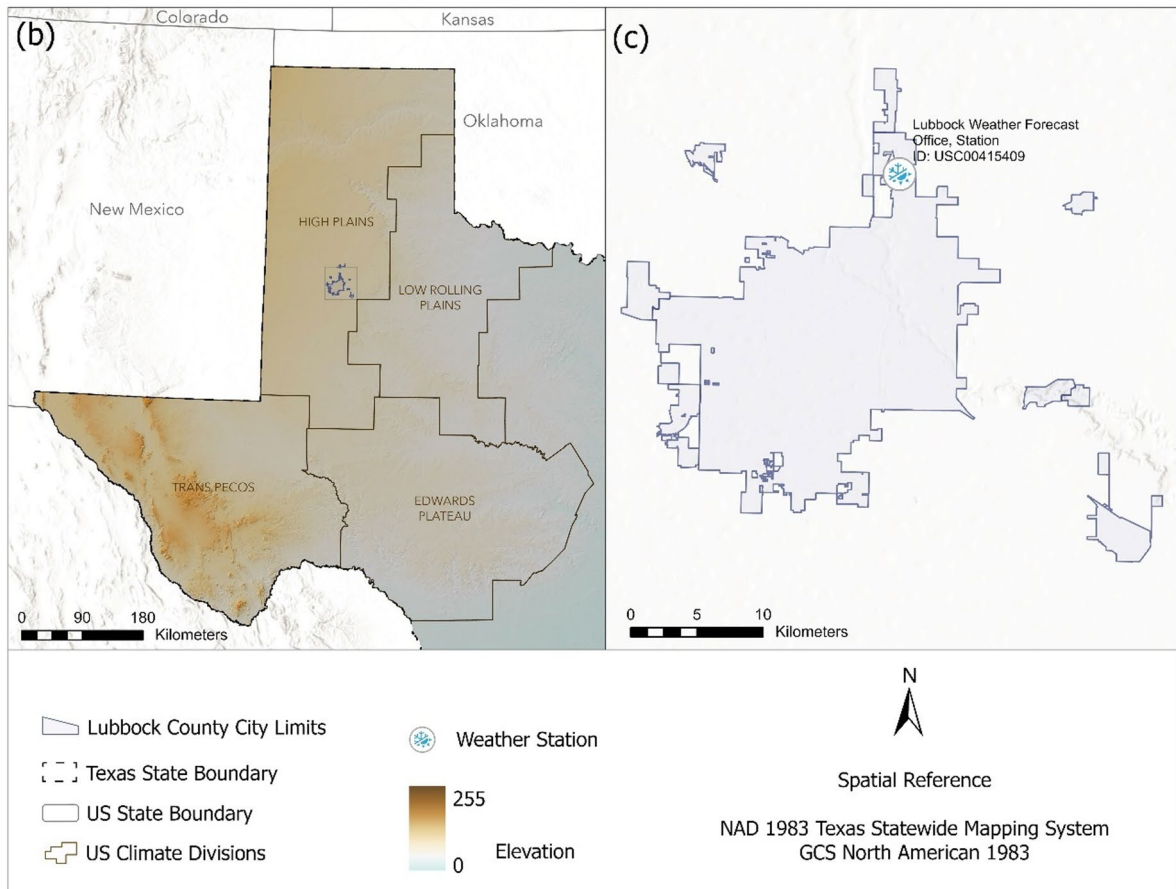 Colorado
Kansas
(b)
Oklahoma
New Mexico
HIGH PLAINS
LOW ROLLING
PLAINS
TRANS PECOS
EDWARDS
PLATEAU
0 90 180
Kilometers
(c)
Lubbock Weather Forecast
Office, Station
ID: USC00415409
0 5 10
Kilometers
Lubbock County City Limits
Texas State Boundary
US State Boundary
US Climate Divisions
Weather Station
255
0
Elevation
N
Spatial Reference
NAD 1983 Texas Statewide Mapping System
GCS North American 1983